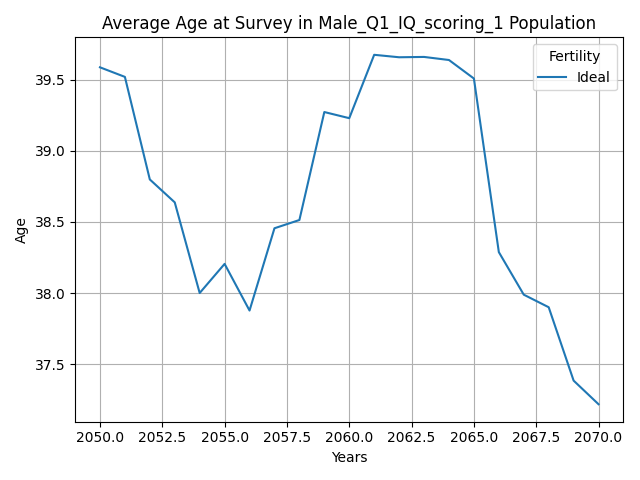 Average Age at Survey in Male_Q1_IQ_scoring_1 Population
Fertility
Ideal
Age
39.5
39.0
38.5
38.0
37.5
2050.0 2052.5 2055.0 2057.5 2060.0 2062.5 2065.0 2067.5 2070.0
Years